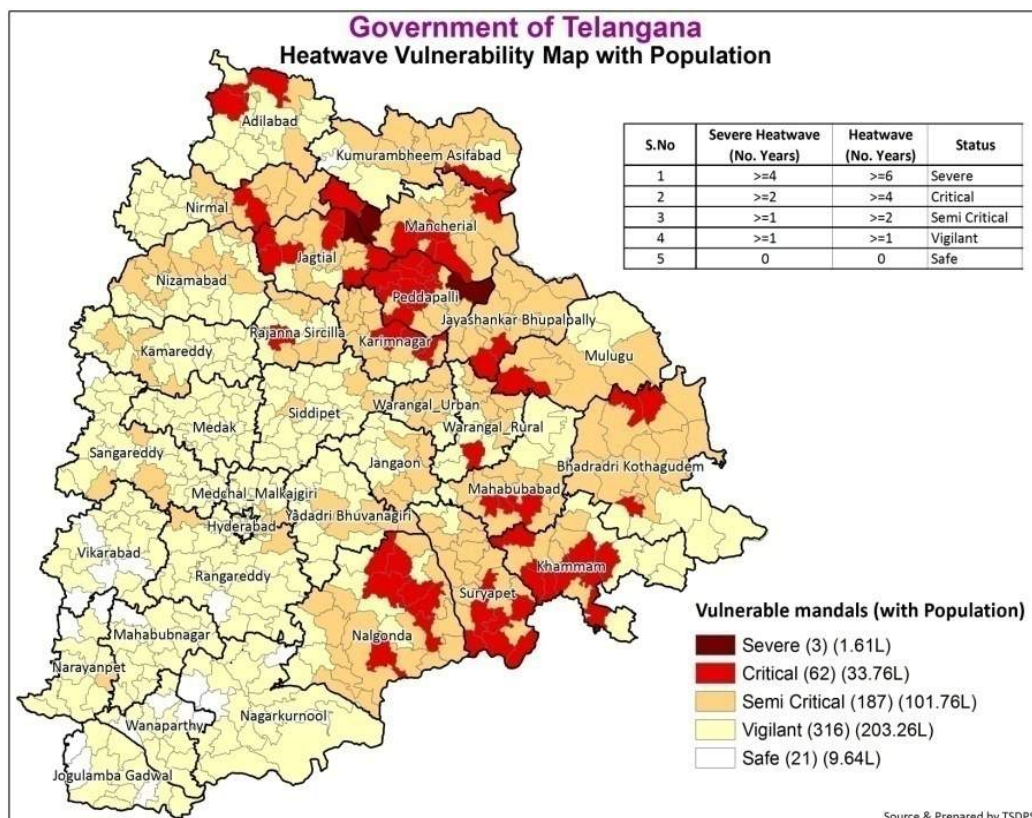 Government of Telangana
Heatwave Vulnerability Map with Population
S.No Severe Heatwave (No. Years) Heatwave (No. Years) Status
1 >=4 >=6 Severe
2 >=2 >=4 Critical
3 >=1 >=2 Semi Critical
4 >=1 >=1 Vigilant
5 0 0 Safe
Adilabad
Kumurambheem Asifabad
Nirmal
Mancherial
Jagtial
Nizamabad
Peddapalli
Jayashankar Bhupalpally
Rajanna Sircilla
Karimnagar
Kamareddy
Mulugu
Siddipet
Warangal_Urban
Medak
Warangal_Rural
Sangareddy
Jangaon
Bhadradri Kothagudem
Medchal_Malkajgiri
Mahabubabad
Yadadri Bhuvanagiri
Hyderabad
Vikarabad
Rangareddy
Khammam
Suryapet
Mahabubnagar
Nalgonda
Narayanpet
Nagarkurnool
Wanaparthy
Jogulamba Gadwal
Vulnerable mandals (with Population)
Severe (3) (1.61L)
Critical (62) (33.76L)
Semi Critical (187) (101.76L)
Vigilant (316) (203.26L)
Safe (21) (9.64L)
Source & Prepared by TSDPS